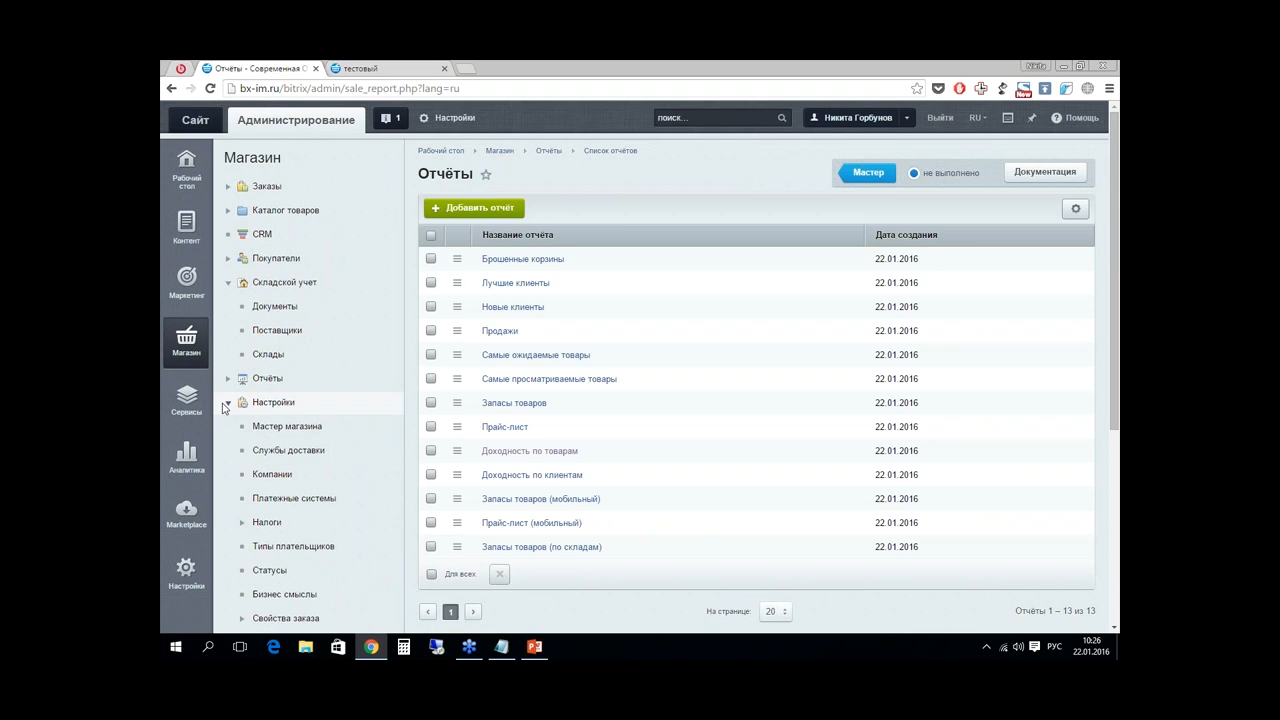 Отчёты - Современная С
тестовый
Nikita
bx-im.ru/bitrix/admin/sale_report.php?lang=ru
New
Сайт
Администрирование
1
Настройки
поиск...
Никита Горбунов
Выйти
RU
Помощь
Рабочий стол
Контент
Маркетинг
Магазин
Сервисы
Аналитика
Marketplace
Настройки
Магазин
Заказы
Каталог товаров
CRM
Покупатели
Складской учет
Документы
Поставщики
Склады
Отчёты
Настройки
Мастер магазина
Службы доставки
Компании
Платежные системы
Налоги
Типы плательщиков
Статусы
Бизнес смыслы
Свойства заказа
Рабочий стол Магазин Отчёты Список отчётов
Отчёты
Мастер
не выполнено
Документация
+ Добавить отчёт
Название отчёта Дата создания
Брошенные корзины 22.01.2016
Лучшие клиенты 22.01.2016
Новые клиенты 22.01.2016
Продажи 22.01.2016
Самые ожидаемые товары 22.01.2016
Самые просматриваемые товары 22.01.2016
Запасы товаров 22.01.2016
Прайс-лист 22.01.2016
Доходность по товарам 22.01.2016
Доходность по клиентам 22.01.2016
Запасы товаров (мобильный) 22.01.2016
Прайс-лист (мобильный) 22.01.2016
Запасы товаров (по складам) 22.01.2016
Для всех
1
На странице: 20
Отчёты 1 – 13 из 13
РУС
10:26
22.01.2016